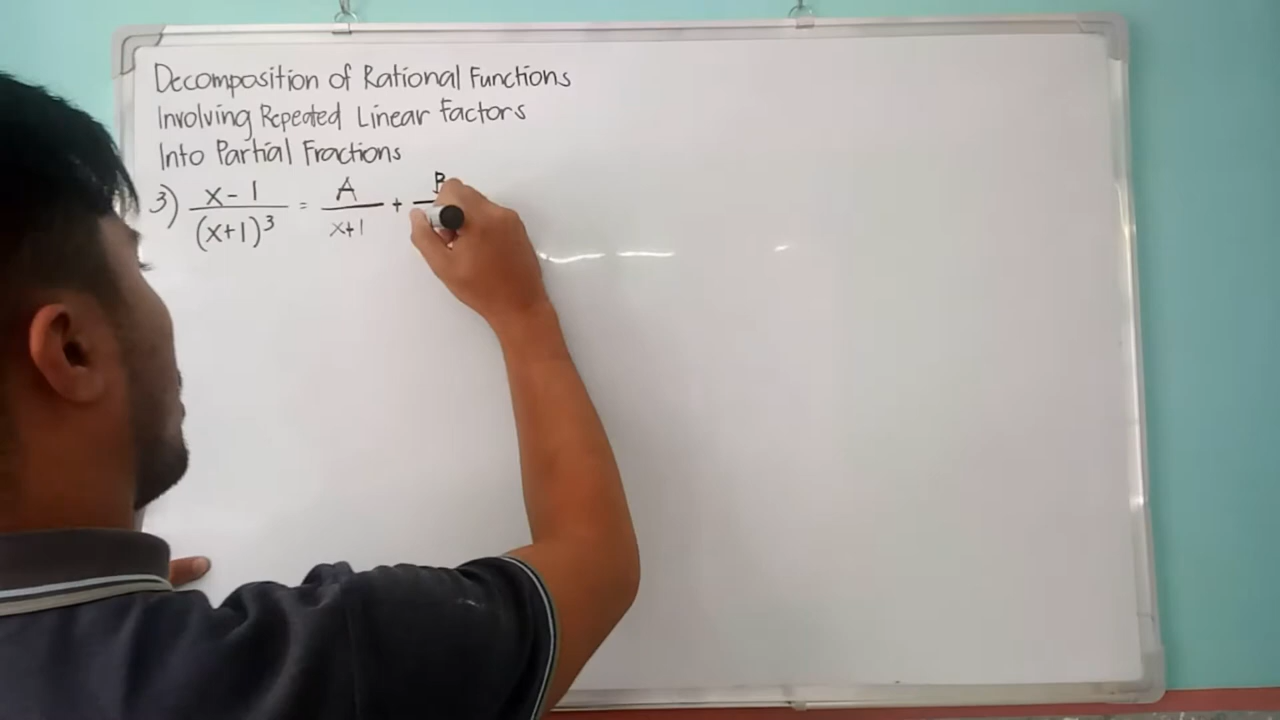 Decomposition of Rational Functions
Involving Repeated Linear Factors
Into Partial Fractions
3) x-1/(x+1)³ = A/x+1 + B